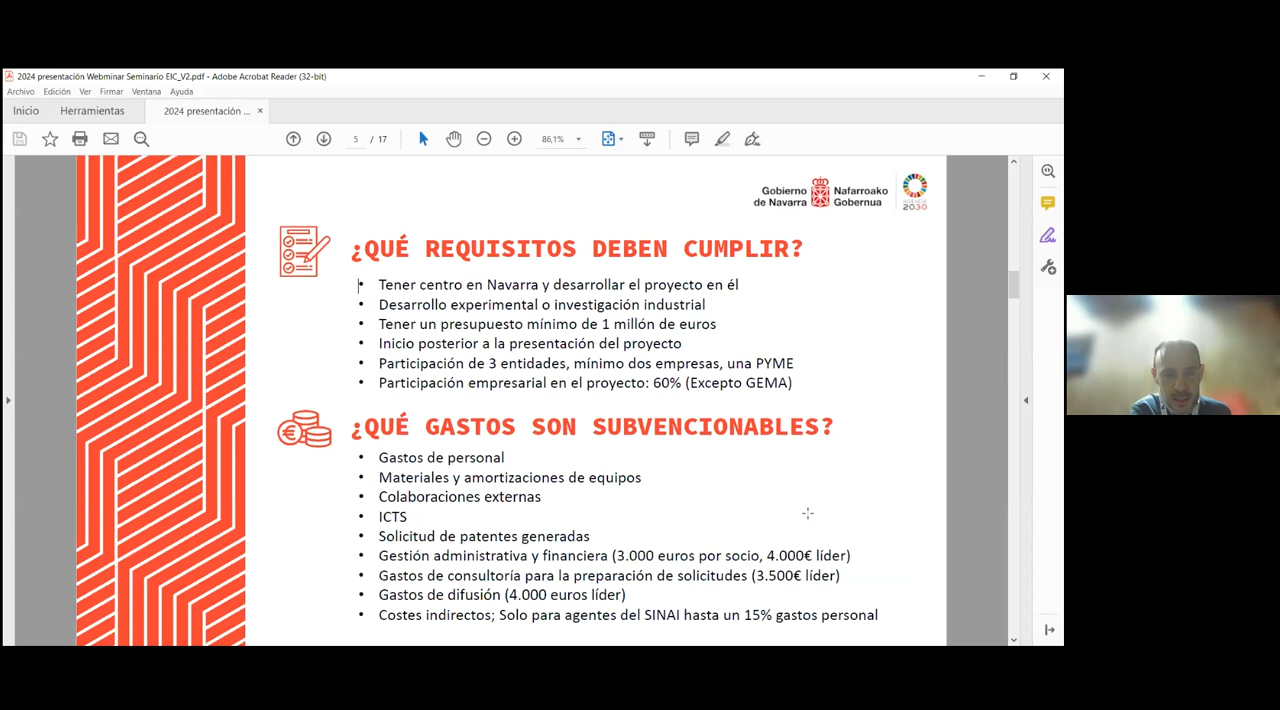 2024 presentación Webminar Seminario EIC_V2.pdf - Adobe Acrobat Reader (32-bit)
Archivo Edición Ver Firmar Ventana Ayuda
Inicio Herramientas 2024 presentación ... ×
5 / 17 86,1%
Gobierno de Navarra
Nafarroako Gobernua
AGENDA 2030
¿QUÉ REQUISITOS DEBEN CUMPLIR?
• Tener centro en Navarra y desarrollar el proyecto en él
• Desarrollo experimental o investigación industrial
• Tener un presupuesto mínimo de 1 millón de euros
• Inicio posterior a la presentación del proyecto
• Participación de 3 entidades, mínimo dos empresas, una PYME
• Participación empresarial en el proyecto: 60% (Excepto GEMA)
¿QUÉ GASTOS SON SUBVENCIONABLES?
• Gastos de personal
• Materiales y amortizaciones de equipos
• Colaboraciones externas
• ICTS
• Solicitud de patentes generadas
• Gestión administrativa y financiera (3.000 euros por socio, 4.000€ líder)
• Gastos de consultoría para la preparación de solicitudes (3.500€ líder)
• Gastos de difusión (4.000 euros líder)
• Costes indirectos; Solo para agentes del SINAI hasta un 15% gastos personal